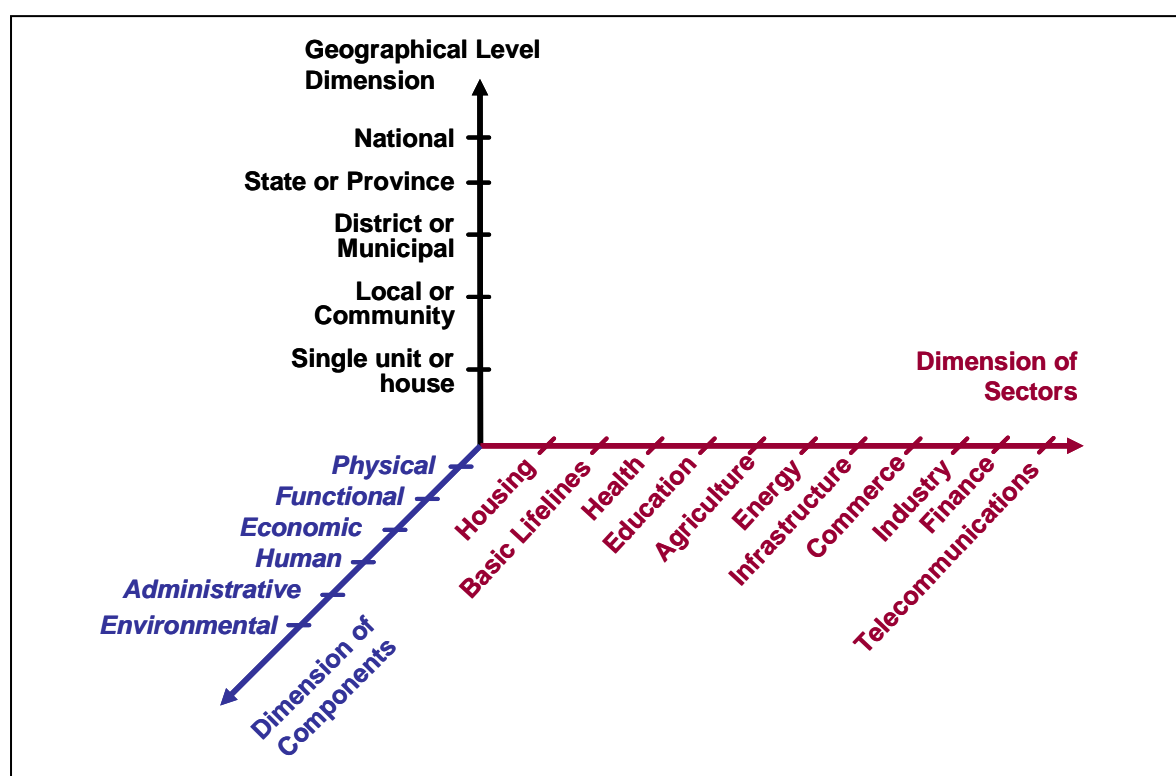 Geographical Level
Dimension
National
State or Province
District or
Municipal
Local or
Community
Single unit or
house
Dimension of
Sectors
Housing
Basic Lifelines
Health
Education
Agriculture
Energy
Infrastructure
Commerce
Industry
Finance
Telecommunications
Physical
Functional
Economic
Human
Administrative
Environmental
Dimension of
Components